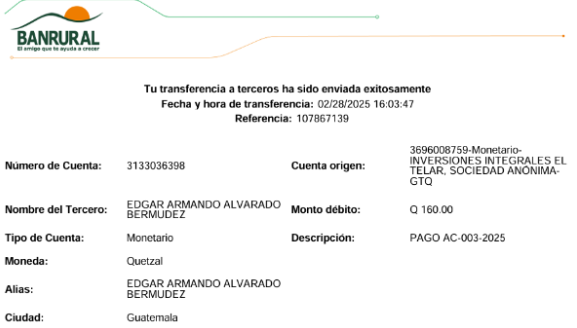 BANRURAL
El amigo que te ayuda a crecer
Tu transferencia a terceros ha sido enviada exitosamente
Fecha y hora de transferencia: 02/28/2025 16:03:47
Referencia: 107867139
Número de Cuenta: 3133036398
Cuenta origen: 3696008759-Monetario-
INVERSIONES INTEGRALES EL
TELAR, SOCIEDAD ANÓNIMA-
GTQ
Nombre del Tercero: EDGAR ARMANDO ALVARADO
BERMUDEZ
Monto débito: Q 160.00
Tipo de Cuenta: Monetario
Descripción: PAGO AC-003-2025
Moneda: Quetzal
Alias: EDGAR ARMANDO ALVARADO
BERMUDEZ
Ciudad: Guatemala